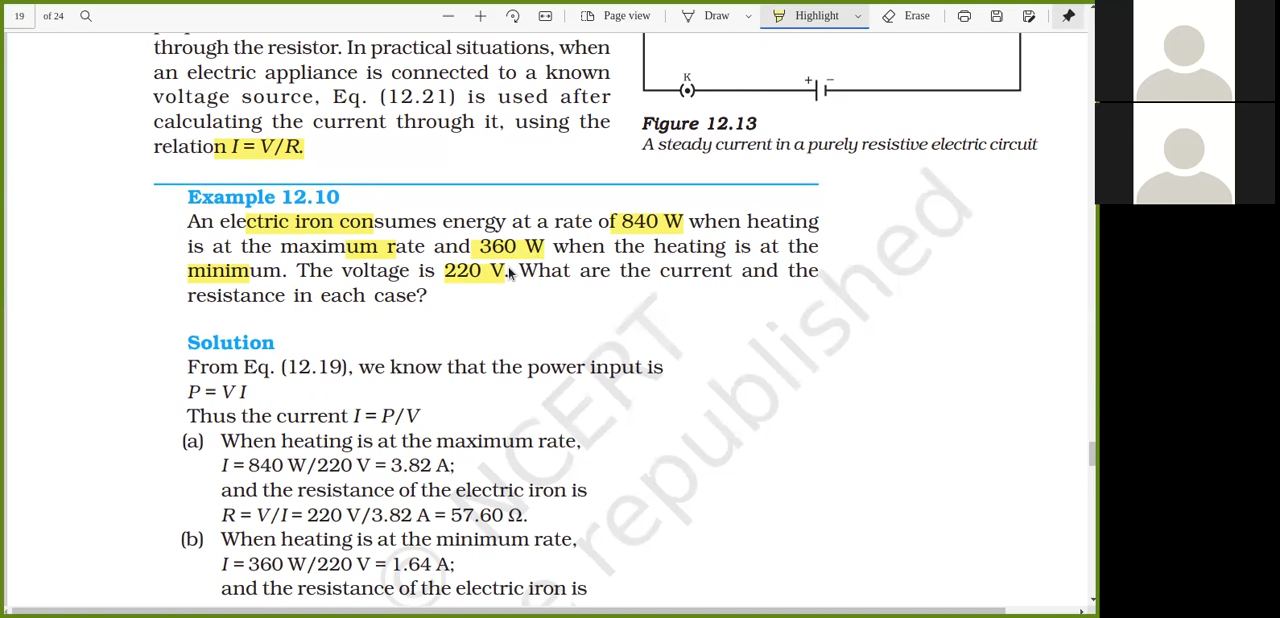 19 of 24 Page view Draw Highlight Erase
through the resistor. In practical situations, when
an electric appliance is connected to a known
voltage source, Eq. (12.21) is used after
calculating the current through it, using the
relation I = V/R.
K + −
Figure 12.13
A steady current in a purely resistive electric circuit
Example 12.10
An electric iron consumes energy at a rate of 840 W when heating
is at the maximum rate and 360 W when the heating is at the
minimum. The voltage is 220 V. What are the current and the
resistance in each case?
Solution
From Eq. (12.19), we know that the power input is
P = V I
Thus the current I = P/V
(a) When heating is at the maximum rate,
I = 840 W/220 V = 3.82 A;
and the resistance of the electric iron is
R = V/I = 220 V/3.82 A = 57.60 Ω.
(b) When heating is at the minimum rate,
I = 360 W/220 V = 1.64 A;
and the resistance of the electric iron is
© NCERT
e republished